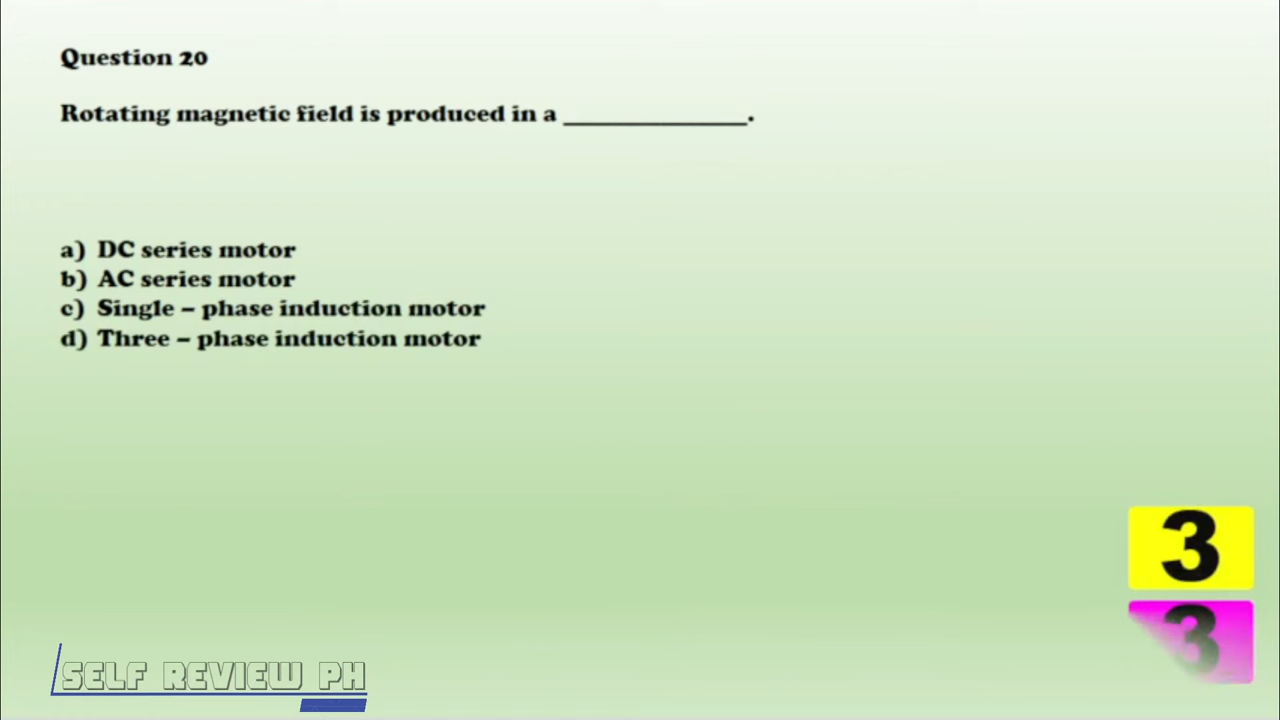 Question 20
Rotating magnetic field is produced in a ______________.
a) DC series motor
b) AC series motor
c) Single – phase induction motor
d) Three – phase induction motor
3
3
SELF REVIEW PH